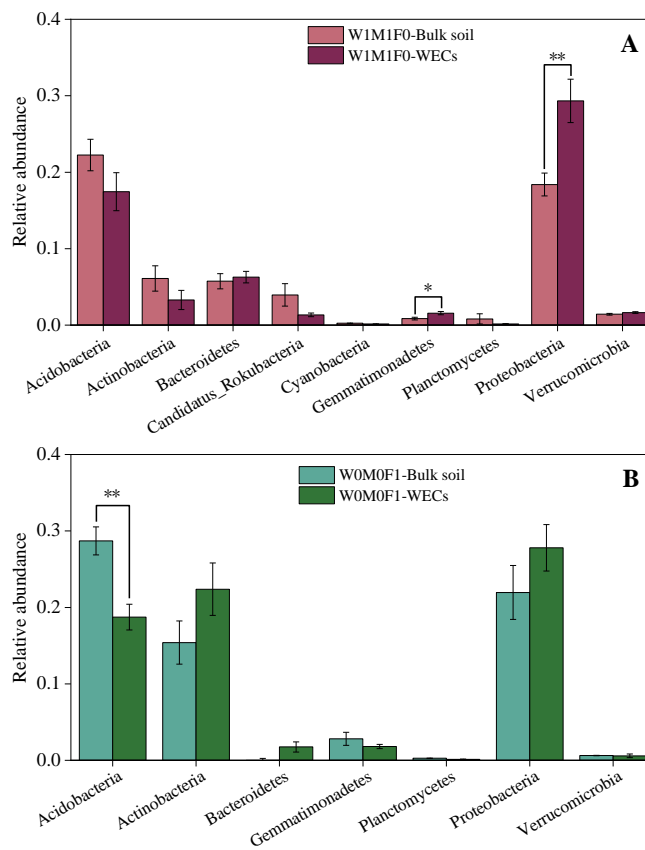 0.4
W1M1F0-Bulk soil
W1M1F0-WECs
A
**
0.3
Relative abundance
0.2
0.1
*
0.0
Acidobacteria
Actinobacteria
Bacteroidetes
Candidatus_Rokubacteria
Cyanobacteria
Gemmatimonadetes
Planctomycetes
Proteobacteria
Verrucomicrobia
0.4
W0M0F1-Bulk soil
W0M0F1-WECs
B
**
0.3
Relative abundance
0.2
0.1
0.0
Acidobacteria
Actinobacteria
Bacteroidetes
Gemmatimonadetes
Planctomycetes
Proteobacteria
Verrucomicrobia